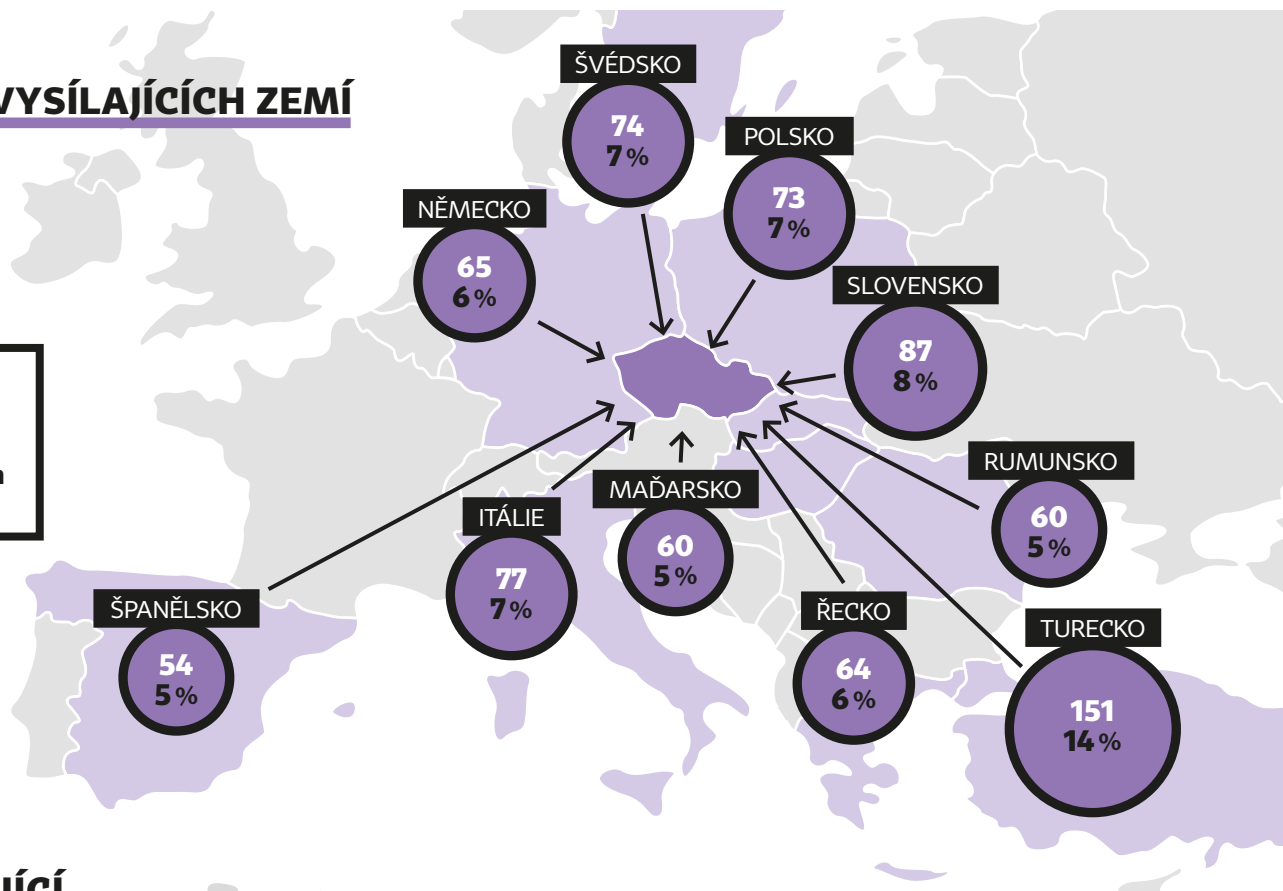 VYSÍLAJÍCÍCH ZEMÍ
ŠVÉDSKO
74
7 %
POLSKO
73
7 %
NĚMECKO
65
6 %
SLOVENSKO
87
8 %
RUMUNSKO
60
5 %
MAĎARSKO
60
5 %
ITÁLIE
77
7 %
ŠPANĚLSKO
54
5 %
ŘECKO
64
6 %
TURECKO
151
14 %